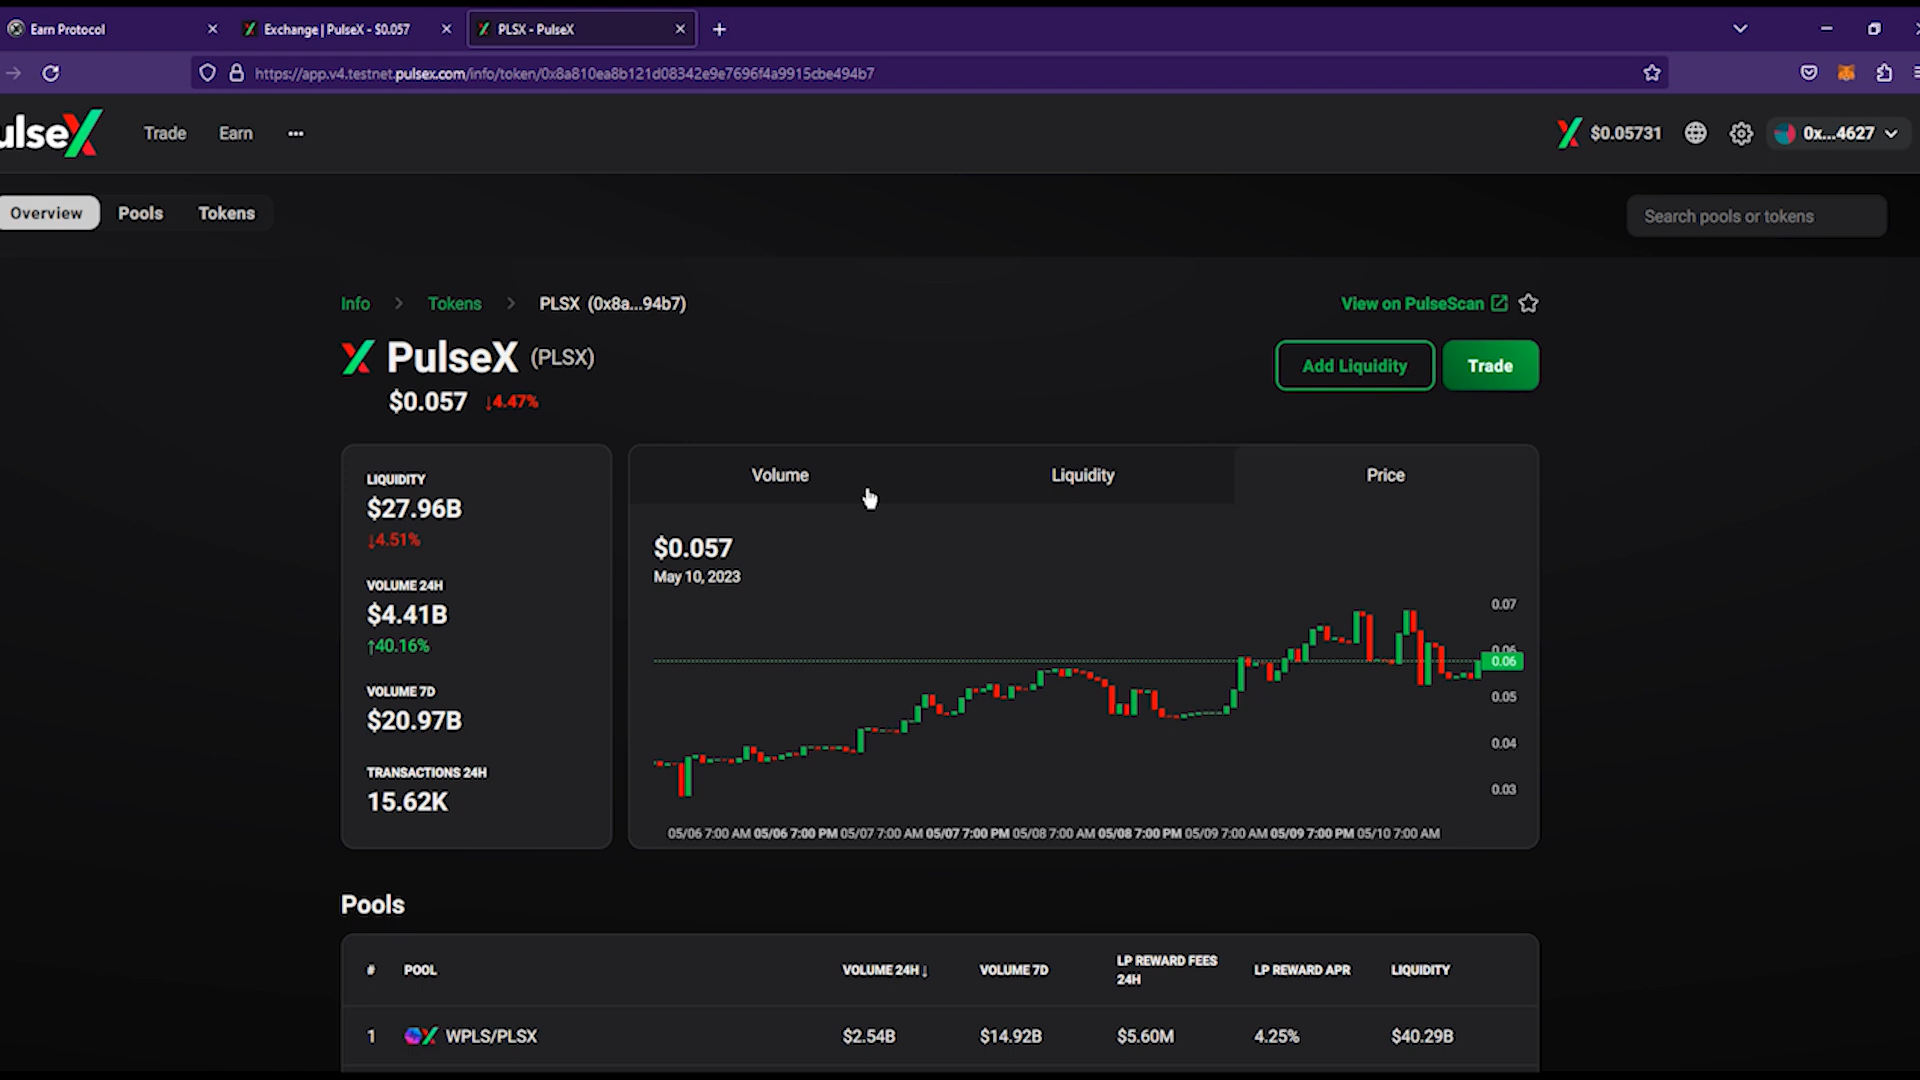 Earn Protocol
Exchange | PulseX - $0.057
PLSX - PulseX
https://app.v4.testnet.pulsex.com/info/token/0x8a810ea8b121d08342e9e7696f4a9915cbe494b7
ulseX
Trade
Earn
$0.05731
0x...4627
Overview
Pools
Tokens
Search pools or tokens
Info > Tokens > PLSX (0x8a...94b7)
View on PulseScan
PulseX (PLSX)
$0.057 ↓4.47%
Add Liquidity
Trade
LIQUIDITY
$27.96B
↓4.51%
VOLUME 24H
$4.41B
↑40.16%
VOLUME 7D
$20.97B
TRANSACTIONS 24H
15.62K
Volume
Liquidity
Price
$0.057
May 10, 2023
0.07
0.06
0.06
0.05
0.04
0.03
05/06 7:00 AM 05/06 7:00 PM 05/07 7:00 AM 05/07 7:00 PM 05/08 7:00 AM 05/08 7:00 PM 05/09 7:00 AM 05/09 7:00 PM 05/10 7:00 AM
Pools
# POOL VOLUME 24H ↓ VOLUME 7D LP REWARD FEES 24H LP REWARD APR LIQUIDITY
1 WPLS/PLSX $2.54B $14.92B $5.60M 4.25% $40.29B